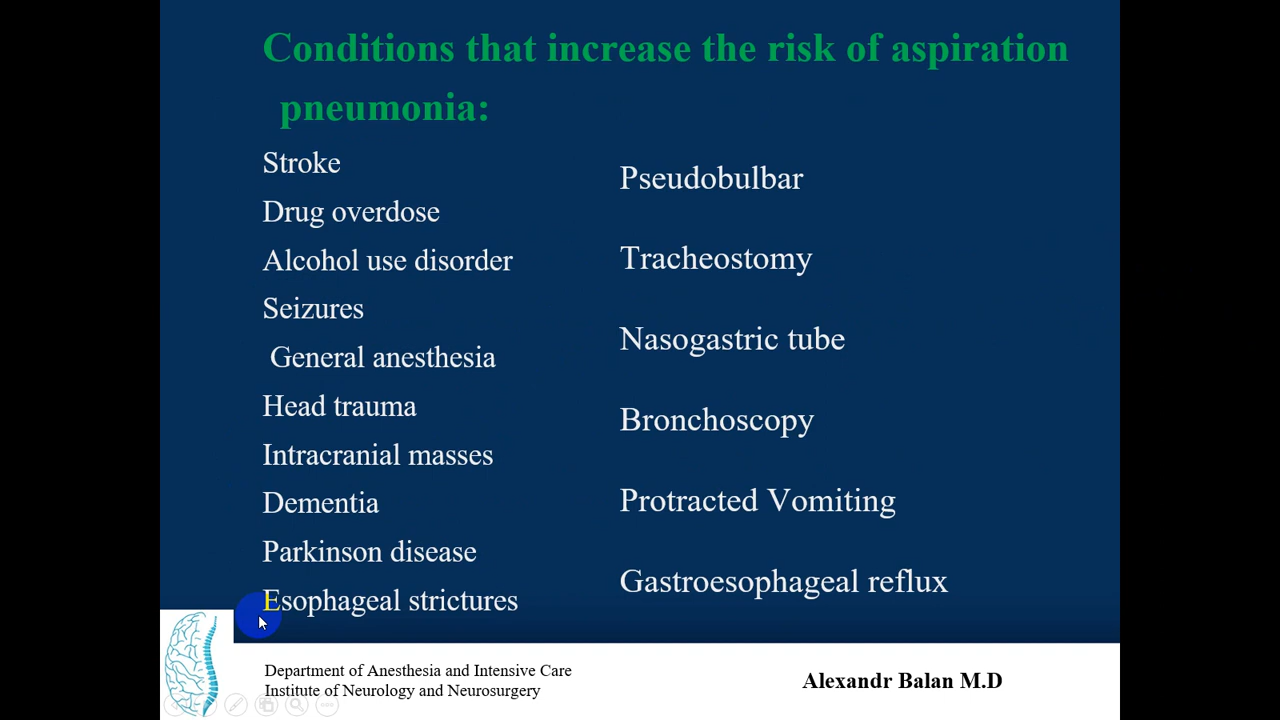 Conditions that increase the risk of aspiration
pneumonia:
Stroke
Drug overdose
Alcohol use disorder
Seizures
General anesthesia
Head trauma
Intracranial masses
Dementia
Parkinson disease
Esophageal strictures
Pseudobulbar
Tracheostomy
Nasogastric tube
Bronchoscopy
Protracted Vomiting
Gastroesophageal reflux
Department of Anesthesia and Intensive Care
Institute of Neurology and Neurosurgery
Alexandr Balan M.D